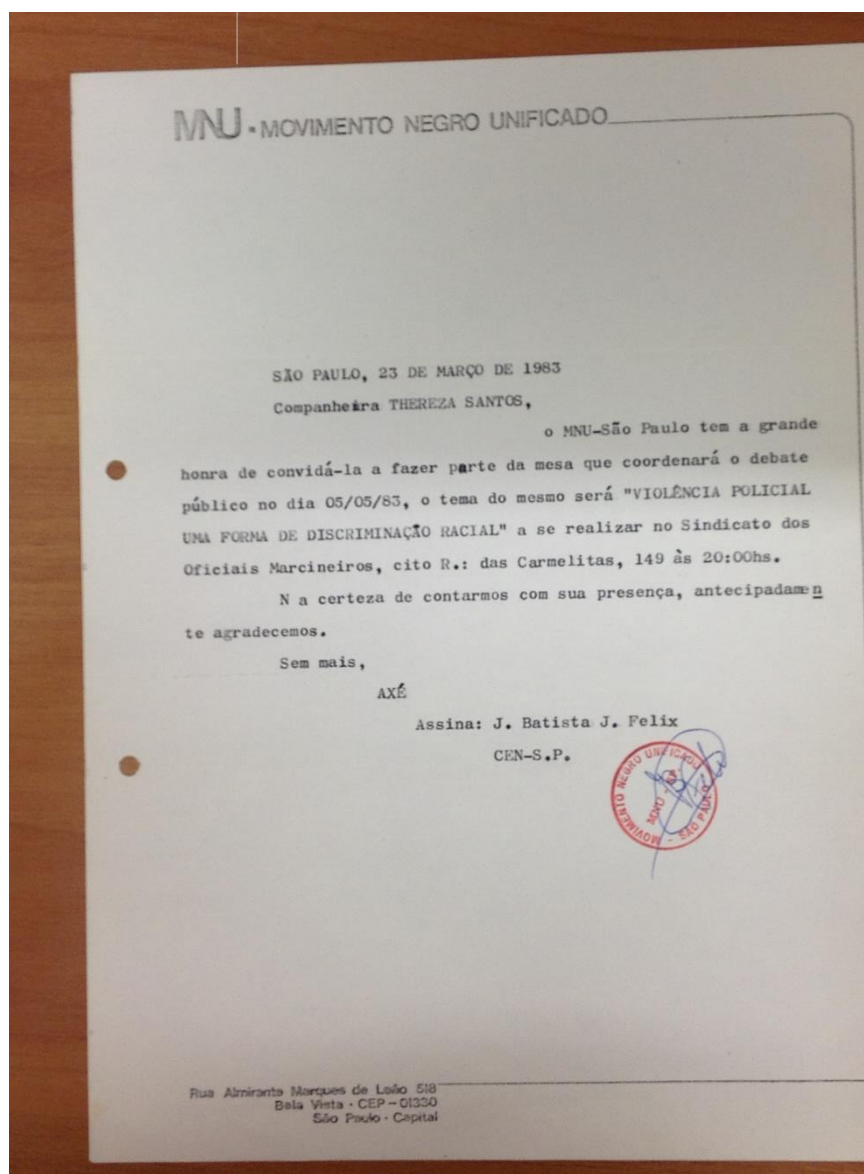 MNU - MOVIMENTO NEGRO UNIFICADO
SÃO PAULO, 23 DE MARÇO DE 1983
Companheira THEREZA SANTOS,
o MNU-São Paulo tem a grande
honra de convidá-la a fazer parte da mesa que coordenará o debate
público no dia 05/05/83, o tema do mesmo será "VIOLÊNCIA POLICIAL
UMA FORMA DE DISCRIMINAÇÃO RACIAL" a se realizar no Sindicato dos
Oficiais Marcineiros, cito R.: das Carmelitas, 149 às 20:00hs.
N a certeza de contarmos com sua presença, antecipadamen
te agradecemos.
Sem mais,
AXÉ
Assina: J. Batista J. Felix
CEN-S.P.
MOVIMENTO NEGRO UNIFICADO - SÃO PAULO
MNU
Rua Almirante Marques de Leão 518
Bela Vista - CEP - 01330
São Paulo - Capital